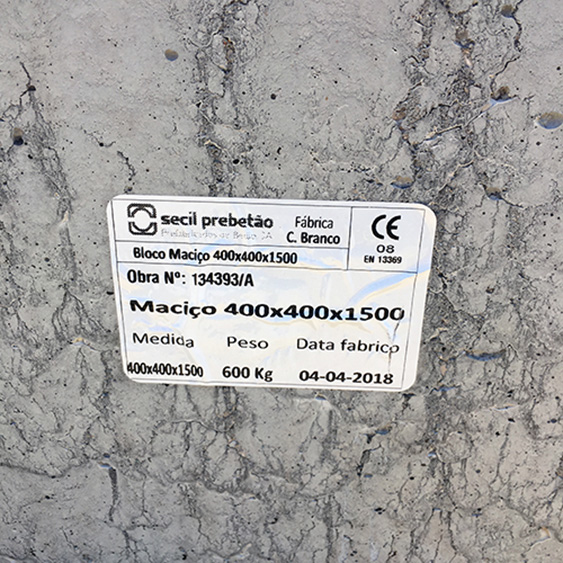 secil prebetão
Fábrica
C. Branco
CE
08
EN 13369
Bloco Maciço 400x400x1500
Obra Nº: 134393/A
Maciço 400x400x1500
Medida Peso Data fabrico
400x400x1500 600 Kg 04-04-2018